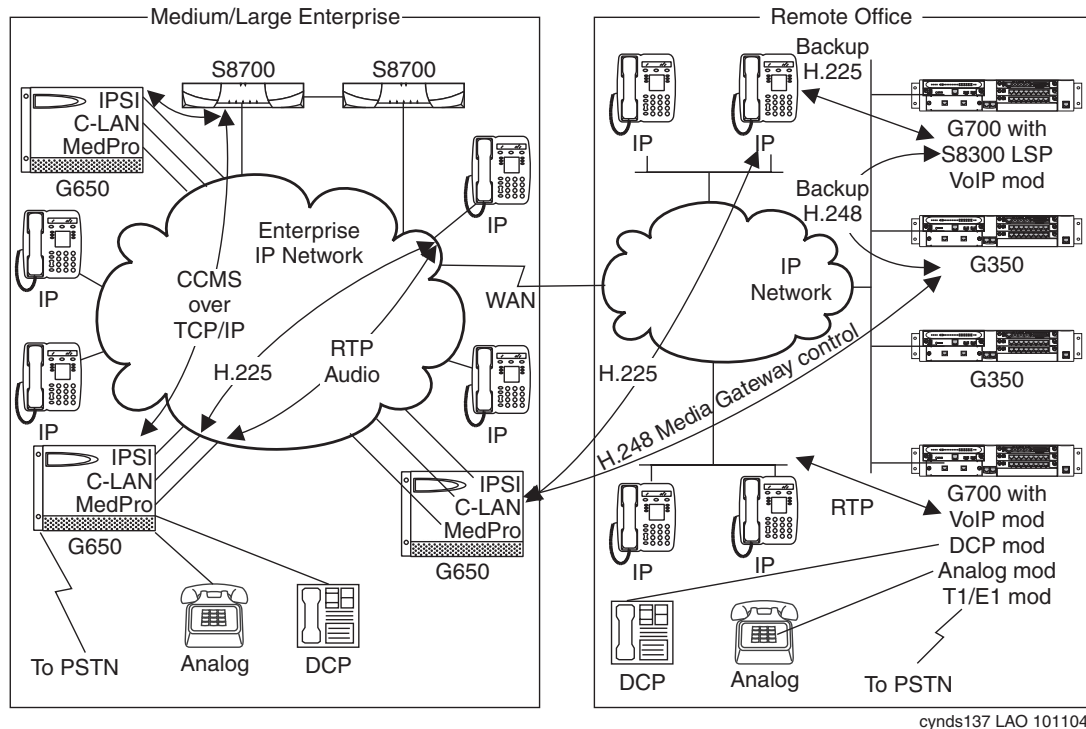 Medium/Large Enterprise
S8700
S8700
IPSI
C-LAN
MedPro
G650
IP
IP
IP
IP
Enterprise
IP Network
CCMS
over
TCP/IP
H.225
RTP
Audio
WAN
IPSI
C-LAN
MedPro
G650
IPSI
C-LAN
MedPro
G650
To PSTN
Analog
DCP
Remote Office
IP
IP
Backup
H.225
G700 with
S8300 LSP
VoIP mod
Backup
H.248
G350
IP
Network
G350
H.225
H.248 Media Gateway control
IP
IP
RTP
G700 with
VoIP mod
DCP mod
Analog mod
T1/E1 mod
DCP
Analog
To PSTN
cynds137 LAO 101104